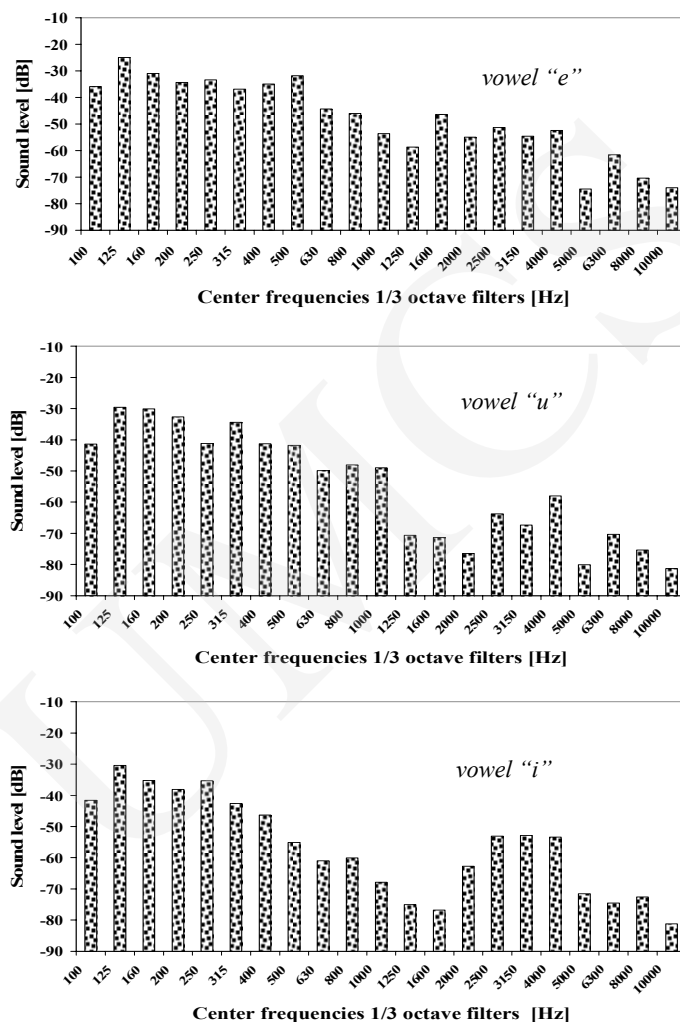 -10
-20
-30
-40
-50
-60
-70
-80
-90
Sound level [dB]
vowel “e”
100 125 160 200 250 315 400 500 630 800 1000 1250 1600 2000 2500 3150 4000 5000 6300 8000 10000
Center frequencies 1/3 octave filters [Hz]
-10
-20
-30
-40
-50
-60
-70
-80
-90
Sound level [dB]
vowel “u”
100 125 160 200 250 315 400 500 630 800 1000 1250 1600 2000 2500 3150 4000 5000 6300 8000 10000
Center frequencies 1/3 octave filters [Hz]
-10
-20
-30
-40
-50
-60
-70
-80
-90
Sound level [dB]
vowel “i”
100 125 160 200 250 315 400 500 630 800 1000 1250 1600 2000 2500 3150 4000 5000 6300 8000 10000
Center frequencies 1/3 octave filters [Hz]
UMCS